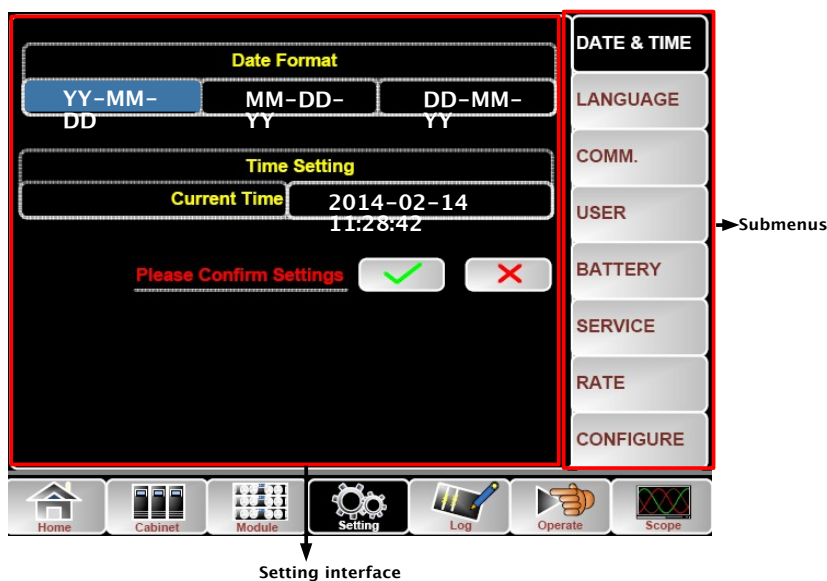 Date Format
YY-MM-DD
MM-DD-YY
DD-MM-YY
Time Setting
Current Time
2014-02-14
11:28:42
Please Confirm Settings
DATE & TIME
LANGUAGE
COMM.
USER
BATTERY
SERVICE
RATE
CONFIGURE
Submenus
Home
Cabinet
Module
Setting
Log
Operate
Scope
Setting interface